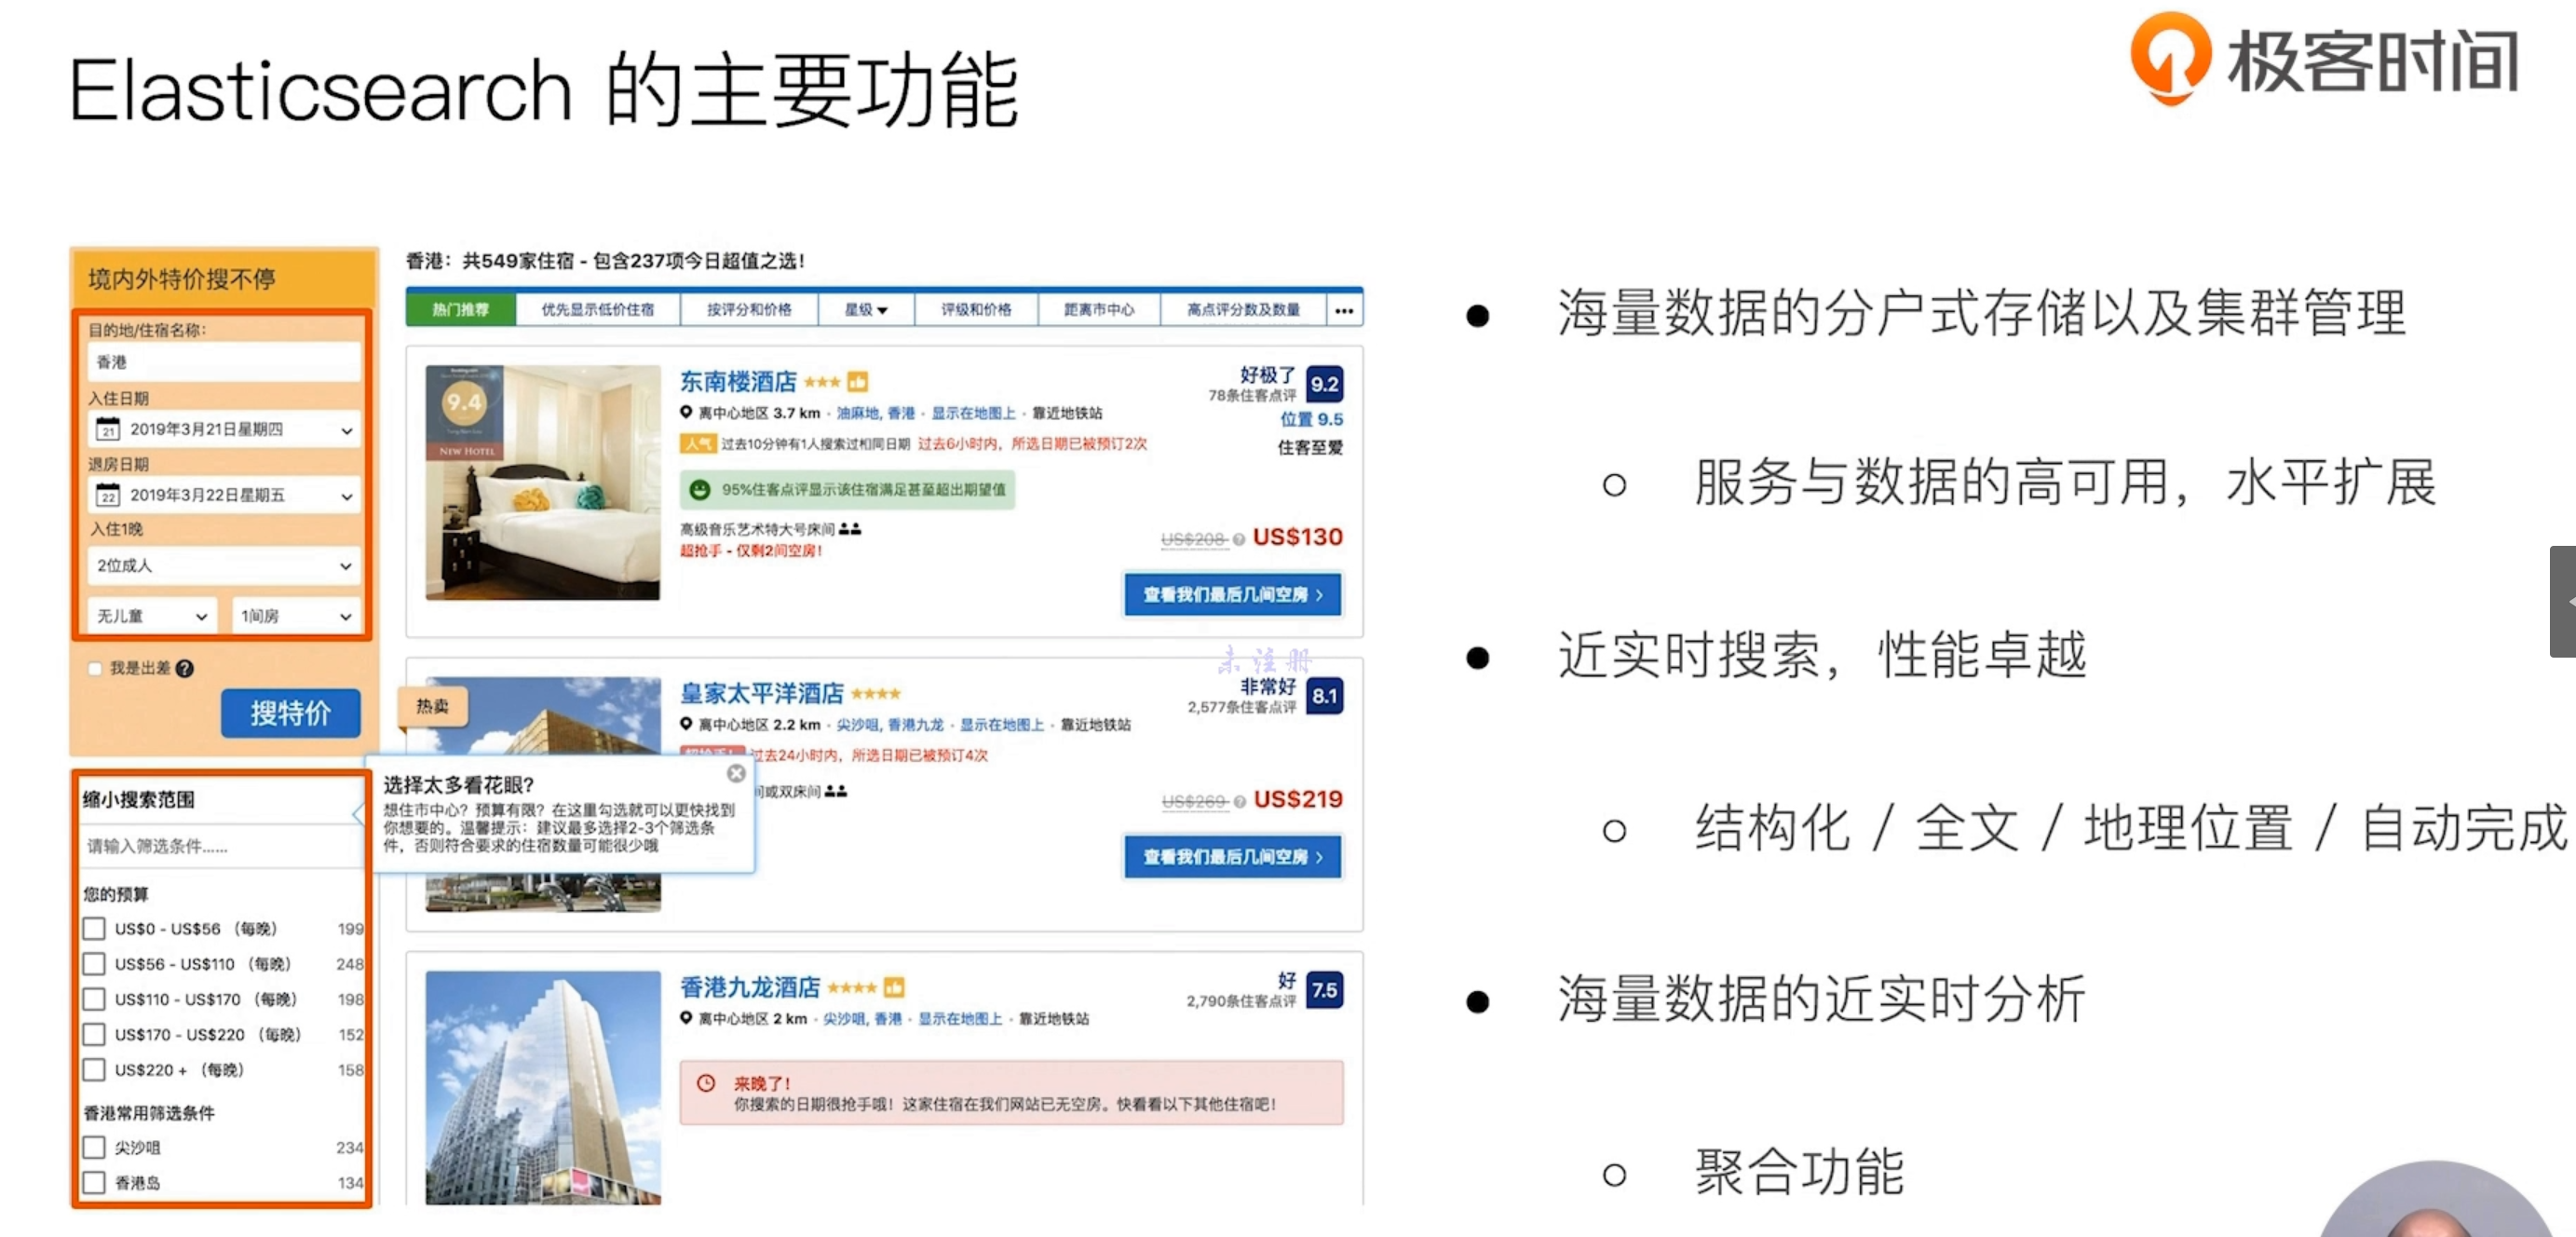 Elasticsearch 的主要功能
极客时间
境内外特价搜不停
目的地/住宿名称:
香港
入住日期
21 2019年3月21日星期四
退房日期
22 2019年3月22日星期五
入住1晚
2位成人
无儿童 1间房
我是出差
搜特价
缩小搜索范围
请输入筛选条件......
您的预算
US$0 - US$56 (每晚) 199
US$56 - US$110 (每晚) 248
US$110 - US$170 (每晚) 198
US$170 - US$220 (每晚) 152
US$220 + (每晚) 158
香港常用筛选条件
尖沙咀 234
香港岛 134
香港：共549家住宿 - 包含237项今日超值之选！
热门推荐 优先显示低价住宿 按评分和价格 星级 评级和价格 距离市中心 高点评分数及数量 •••
9.4
NEW HOTEL
东南楼酒店
离中心地区 3.7 km · 油麻地, 香港 · 显示在地图上 · 靠近地铁站
人气 过去10分钟有1人搜索过相同日期 过去6小时内，所选日期已被预订2次
95%住客点评显示该住宿满足甚至超出期望值
高级音乐艺术特大号床间
超抢手 - 仅剩2间空房！
好极了 9.2
78条住客点评
位置 9.5
住客至爱
US$208 US$130
查看我们最后几间空房
未注册
热卖
皇家太平洋酒店
离中心地区 2.2 km · 尖沙咀, 香港九龙 · 显示在地图上 · 靠近地铁站
过去24小时内，所选日期已被预订4次
或双床间
非常好 8.1
2,577条住客点评
US$269 US$219
查看我们最后几间空房
选择太多看花眼?
想住市中心？预算有限？在这里勾选就可以更快找到
你想要的。温馨提示：建议最多选择2-3个筛选条
件，否则符合要求的住宿数量可能很少哦
香港九龙酒店
离中心地区 2 km · 尖沙咀, 香港 · 显示在地图上 · 靠近地铁站
好 7.5
2,790条住客点评
来晚了！
你搜索的日期很抢手哦！这家住宿在我们网站已无空房。快看看以下其他住宿吧！
海量数据的分户式存储以及集群管理
服务与数据的高可用，水平扩展
近实时搜索，性能卓越
结构化 / 全文 / 地理位置 / 自动完成
海量数据的近实时分析
聚合功能